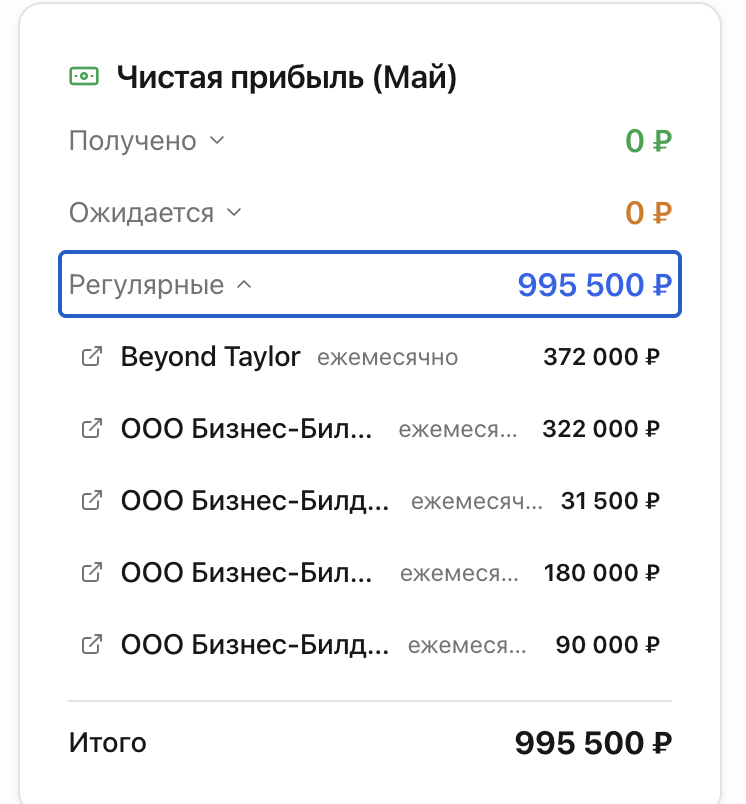 Чистая прибыль (Май)
Получено 0 ₽
Ожидается 0 ₽
Регулярные 995 500 ₽
Beyond Taylor ежемесячно 372 000 ₽
ООО Бизнес-Бил... ежемеся... 322 000 ₽
ООО Бизнес-Билд... ежемесяч... 31 500 ₽
ООО Бизнес-Бил... ежемеся... 180 000 ₽
ООО Бизнес-Билд... ежемеся... 90 000 ₽
Итого 995 500 ₽